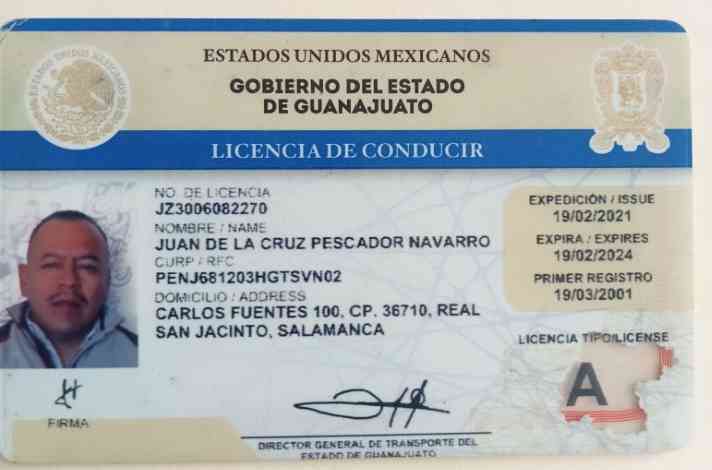 ESTADOS UNIDOS MEXICANOS
GOBIERNO DEL ESTADO
DE GUANAJUATO
LICENCIA DE CONDUCIR
NO. DE LICENCIA
JZ3006082270
NOMBRE / NAME
JUAN DE LA CRUZ PESCADOR NAVARRO
CURP / RFC
PENJ681203HGTSVN02
DOMICILIO / ADDRESS
CARLOS FUENTES 100, CP. 36710, REAL
SAN JACINTO, SALAMANCA
EXPEDICIÓN / ISSUE
19/02/2021
EXPIRA / EXPIRES
19/02/2024
PRIMER REGISTRO
19/03/2001
LICENCIA TIPO/LICENSE
A
FIRMA
DIRECTOR GENERAL DE TRANSPORTE DEL
ESTADO DE GUANAJUATO